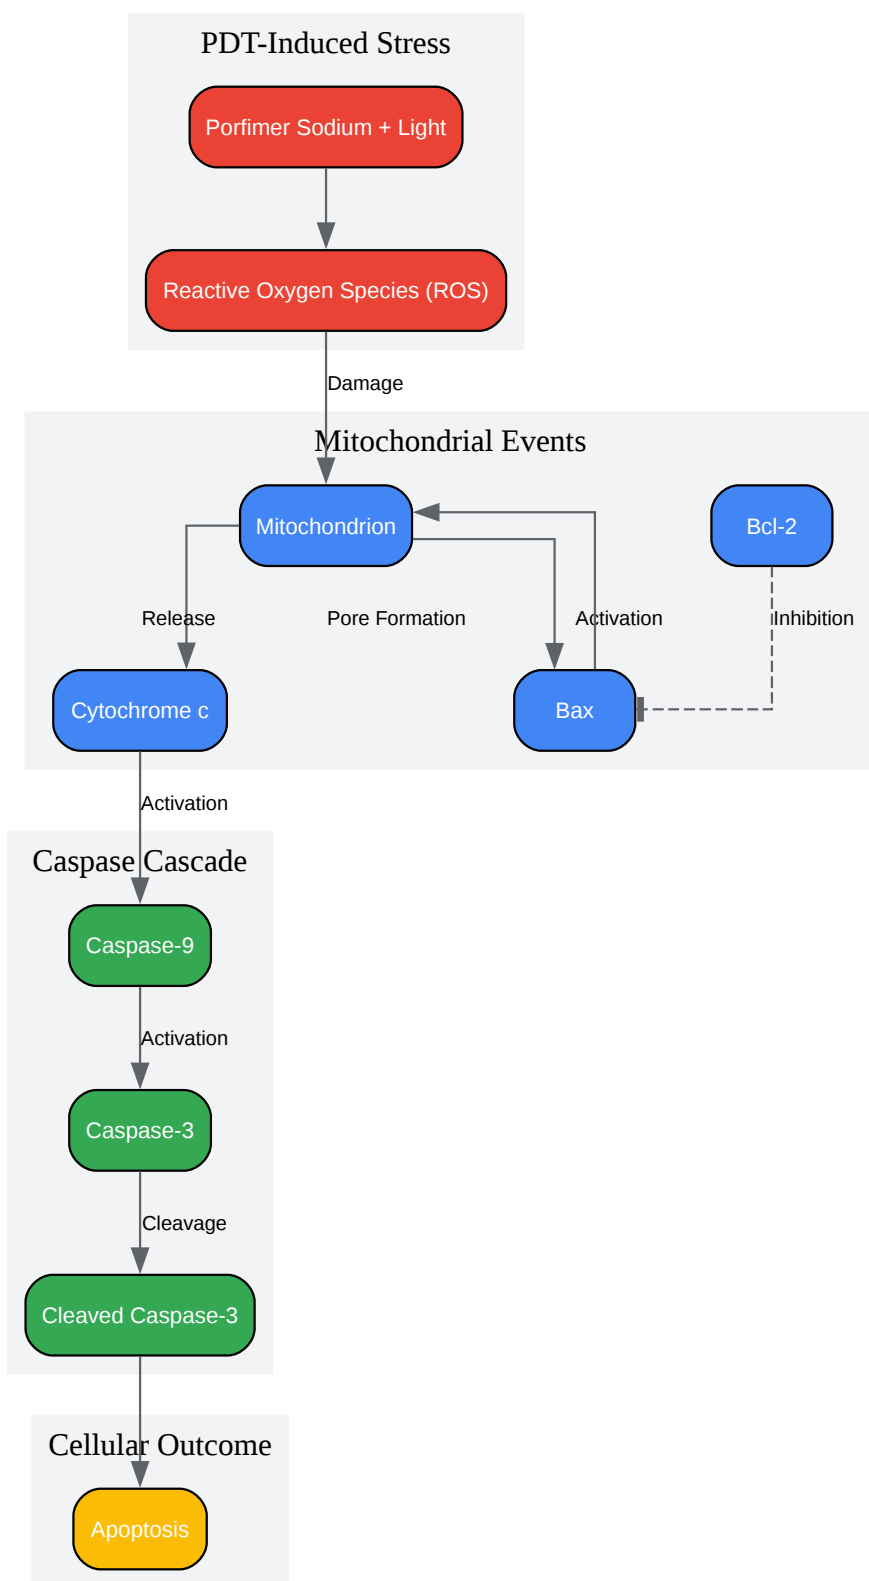 PDT-Induced Stress
Porfimer Sodium + Light
Reactive Oxygen Species (ROS)
Damage
Mitochondrial Events
Mitochondrion
Bcl-2
Release
Pore Formation
Activation
Inhibition
Cytochrome c
Bax
Activation
Caspase Cascade
Caspase-9
Activation
Caspase-3
Cleavage
Cleaved Caspase-3
Cellular Outcome
Apoptosis